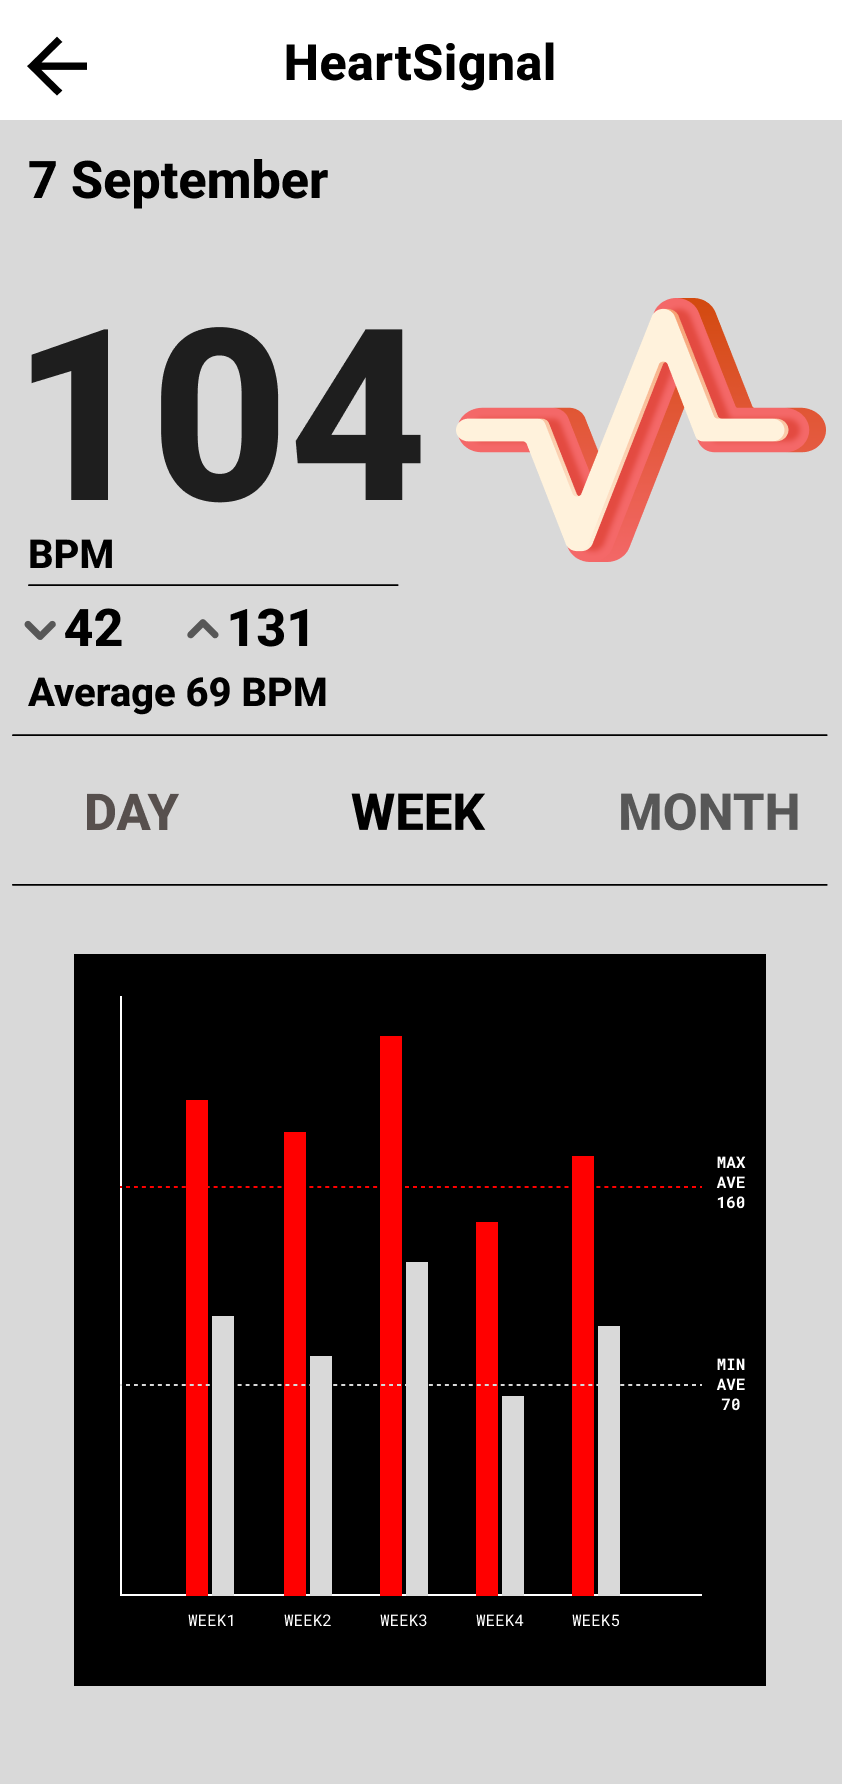 HeartSignal
7 September
104
BPM
42 131
Average 69 BPM
DAY WEEK MONTH
MAX
AVE
160
MIN
AVE
70
WEEK1 WEEK2 WEEK3 WEEK4 WEEK5